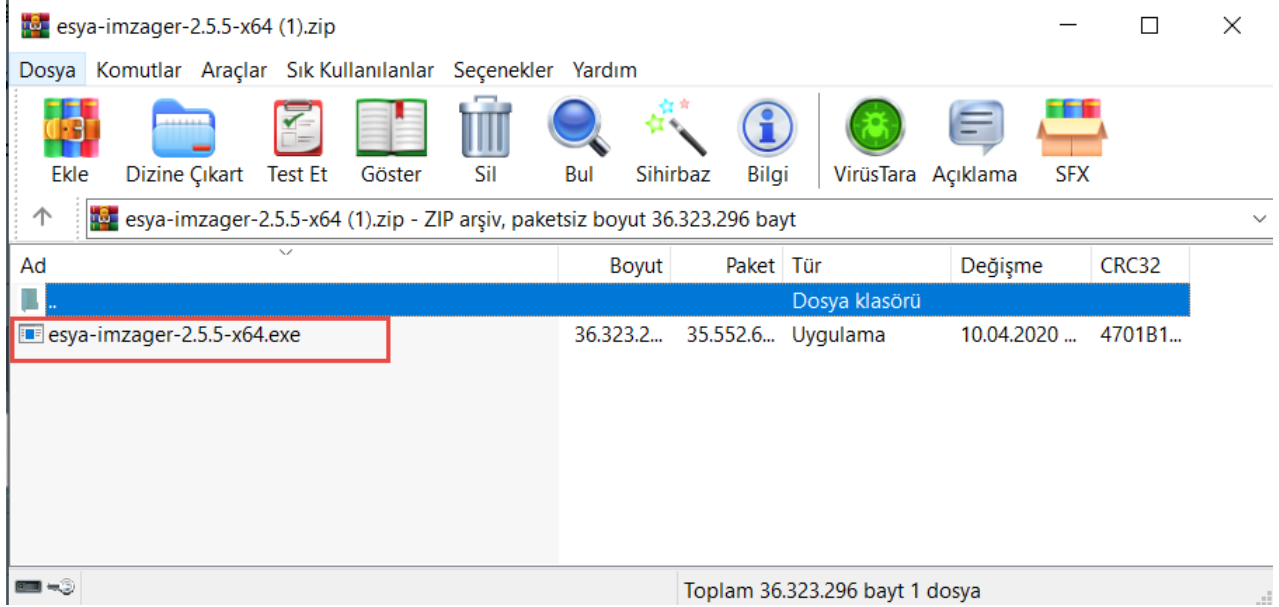 esya-imzager-2.5.5-x64 (1).zip
Dosya Komutlar Araçlar Sık Kullanılanlar Seçenekler Yardım
Ekle Dizine Çıkart Test Et Göster Sil Bul Sihirbaz Bilgi VirüsTara Açıklama SFX
esya-imzager-2.5.5-x64 (1).zip - ZIP arşiv, paketsiz boyut 36.323.296 bayt
Ad Boyut Paket Tür Değişme CRC32
.. Dosya klasörü
esya-imzager-2.5.5-x64.exe 36.323.2... 35.552.6... Uygulama 10.04.2020 ... 4701B1...
Toplam 36.323.296 bayt 1 dosya